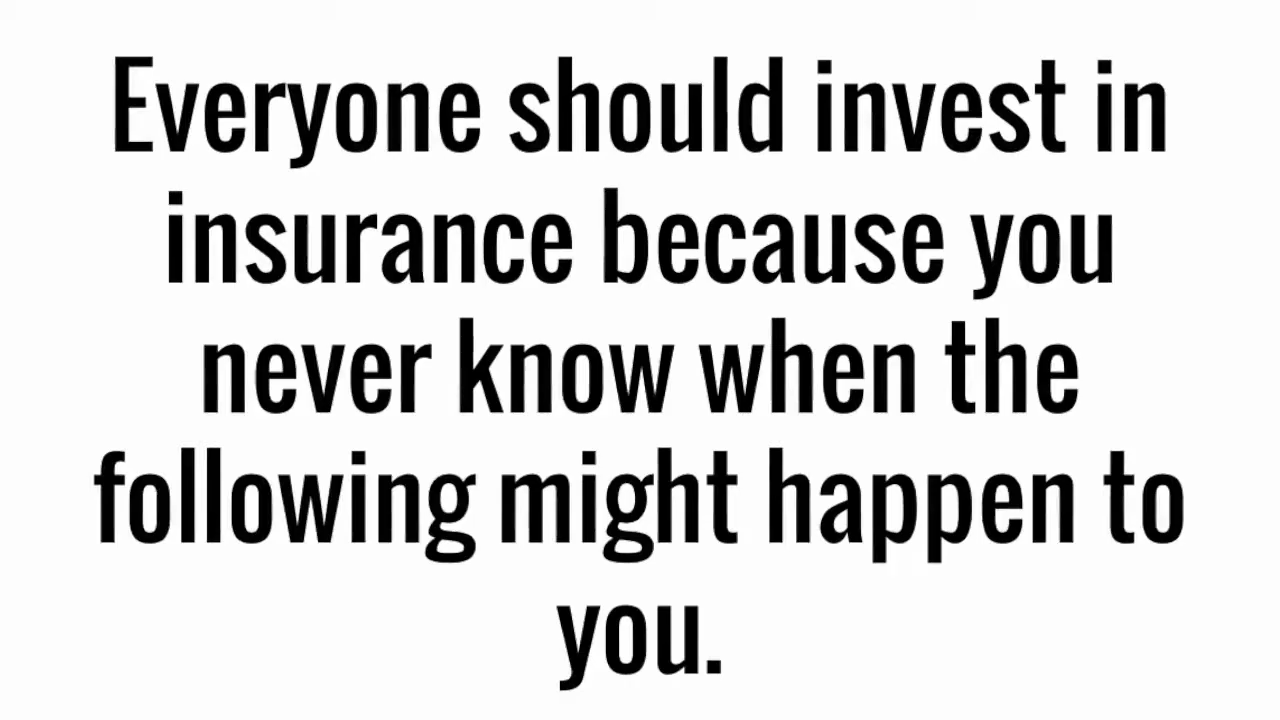 Everyone should invest in
insurance because you
never know when the
following might happen to
you.